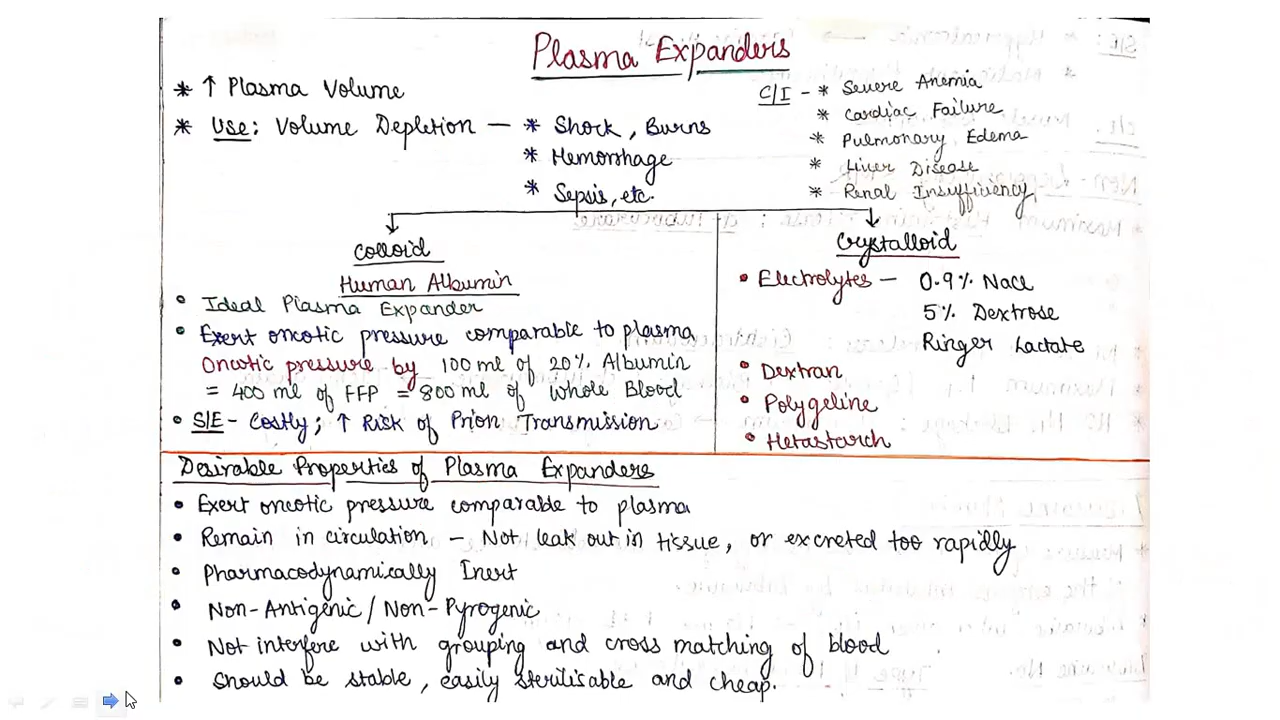 Plasma Expanders
* ↑ Plasma Volume
* Use: Volume Depletion — * Shock, Burns
* Hemorrhage
* Sepsis, etc.
C/I - * Severe Anemia
* Cardiac Failure
* Pulmonary Edema
* Liver Disease
* Renal Insufficiency
Colloid
Human Albumin
• Ideal Plasma Expander
• Exert oncotic pressure comparable to plasma
Oncotic pressure by 100 ml of 20% Albumin
= 400 ml of FFP = 800 ml of whole Blood
• S/E - Costly; ↑ Risk of Prion Transmission
Crystalloid
• Electrolytes — 0.9% Nacl
5% Dextrose
Ringer Lactate
• Dextran
• Polygeline
• Hetastarch
Desirable Properties of Plasma Expanders
• Exert oncotic pressure comparable to plasma
• Remain in circulation — Not leak out in tissue, or excreted too rapidly
• Pharmacodynamically Inert
• Non-Antigenic / Non-Pyrogenic
• Not interfere with grouping and cross matching of blood
• Should be stable, easily sterilisable and cheap.